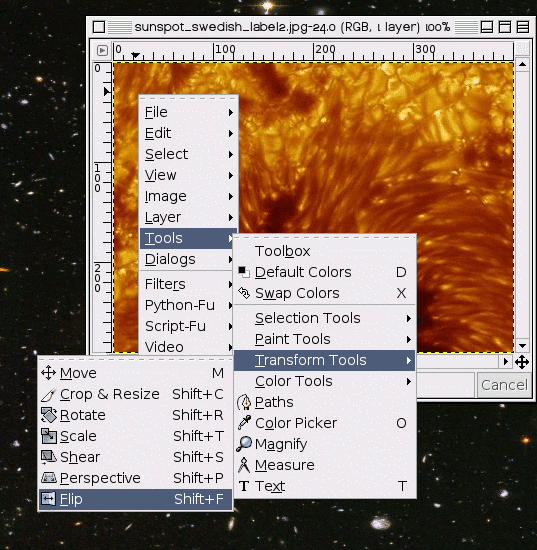 sunspot_swedish_label2.jpg-24.0 (RGB, 1 layer) 100%
0 100 200 300
0
100
200
File
Edit
Select
View
Image
Layer
Tools
Dialogs
Filters
Python-Fu
Script-Fu
Video
Toolbox
Default Colors D
Swap Colors X
Selection Tools
Paint Tools
Transform Tools
Color Tools
Paths
Color Picker O
Magnify
Measure
Text T
Move M
Crop & Resize Shift+C
Rotate Shift+R
Scale Shift+T
Shear Shift+S
Perspective Shift+P
Flip Shift+F
Cancel